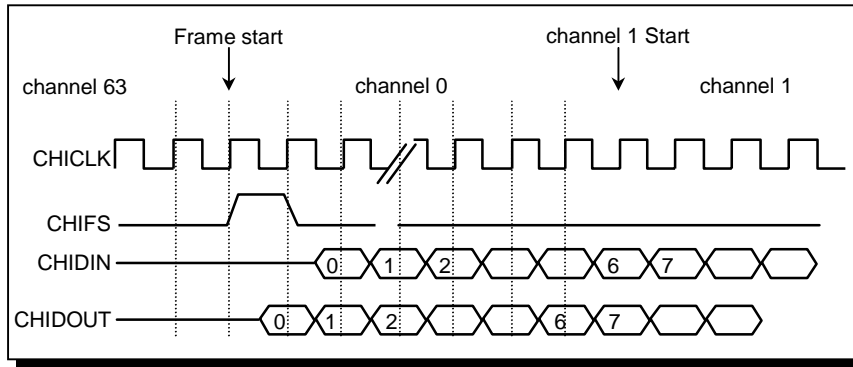 Frame start
channel 1 Start
channel 63
channel 0
channel 1
CHICLK
CHIFS
CHIDIN
0 1 2 6 7
CHIDOUT
0 1 2 6 7